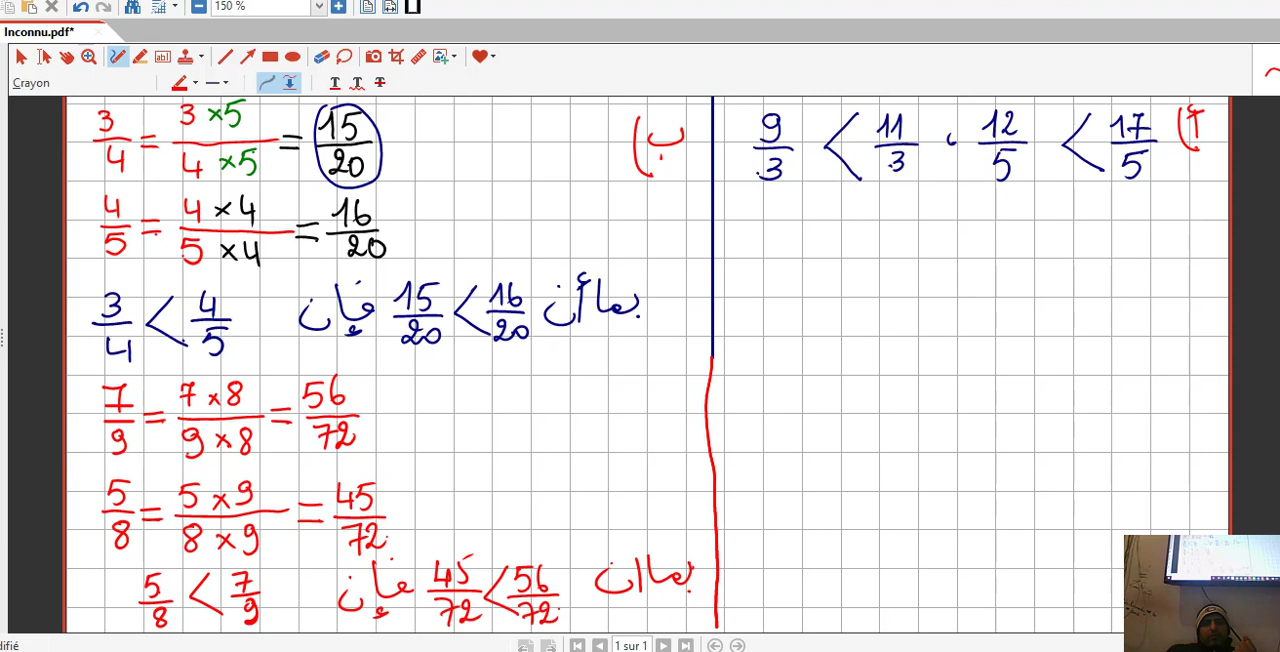 150 %
Inconnu.pdf*
Crayon
أ) 9/3 < 11/3 ، 12/5 < 17/5
ب)
3/4 = 3 ×5 / 4 ×5 = 15/20
4/5 = 4 ×4 / 5 ×4 = 16/20
بما أن 15/20 < 16/20 فإن 3/4 < 4/5
7/9 = 7 ×8 / 9 ×8 = 56/72
5/8 = 5 ×9 / 8 ×9 = 45/72
بما ان 45/72 < 56/72 فإن 5/8 < 7/9
1 sur 1
difié